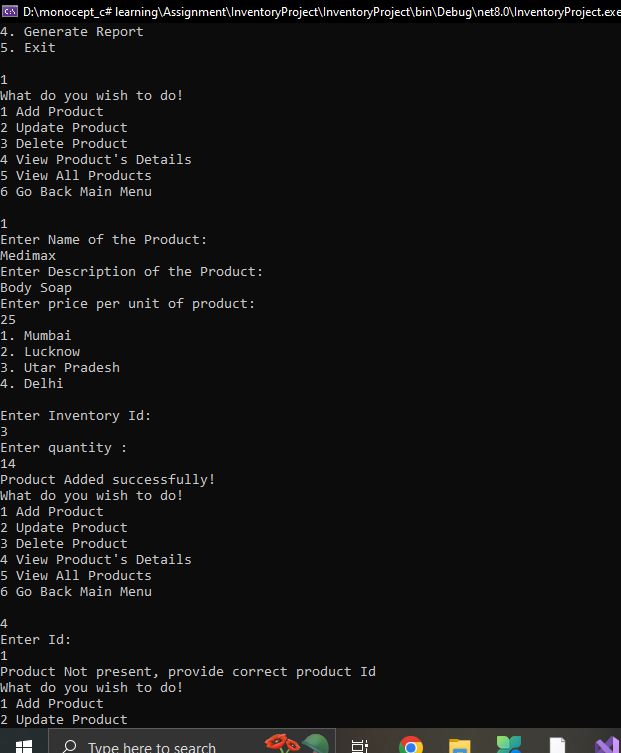 D:\monocept_c# learning\Assignment\InventoryProject\InventoryProject\bin\Debug\net8.0\InventoryProject.exe
4. Generate Report
5. Exit
1
What do you wish to do!
1 Add Product
2 Update Product
3 Delete Product
4 View Product's Details
5 View All Products
6 Go Back Main Menu
1
Enter Name of the Product:
Medimax
Enter Description of the Product:
Body Soap
Enter price per unit of product:
25
1. Mumbai
2. Lucknow
3. Utar Pradesh
4. Delhi
Enter Inventory Id:
3
Enter quantity :
14
Product Added successfully!
What do you wish to do!
1 Add Product
2 Update Product
3 Delete Product
4 View Product's Details
5 View All Products
6 Go Back Main Menu
4
Enter Id:
1
Product Not present, provide correct product Id
What do you wish to do!
1 Add Product
2 Update Product
Type here to search